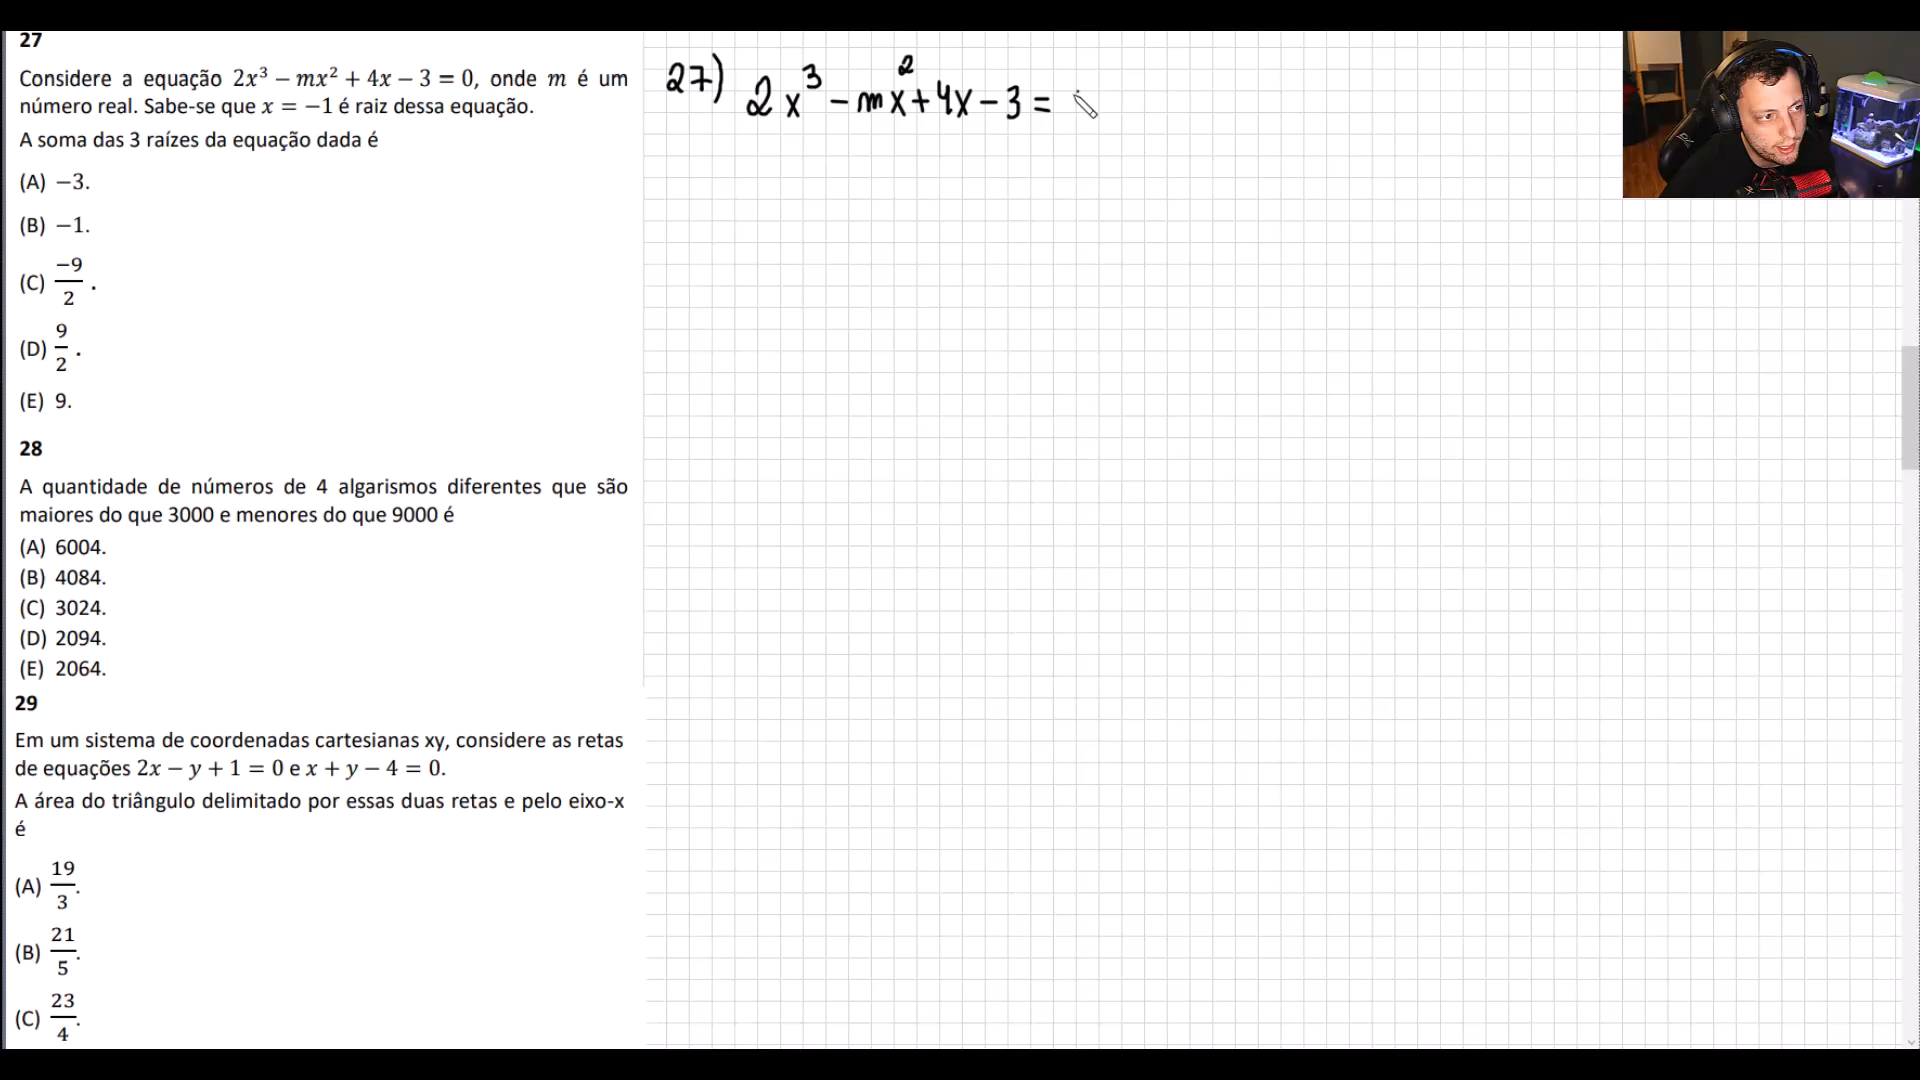 27
Considere a equação 2x³ − mx² + 4x − 3 = 0, onde m é um
número real. Sabe-se que x = −1 é raiz dessa equação.
A soma das 3 raízes da equação dada é
(A) −3.
(B) −1.
(C) −9/2 .
(D) 9/2 .
(E) 9.
28
A quantidade de números de 4 algarismos diferentes que são
maiores do que 3000 e menores do que 9000 é
(A) 6004.
(B) 4084.
(C) 3024.
(D) 2094.
(E) 2064.
29
Em um sistema de coordenadas cartesianas xy, considere as retas
de equações 2x − y + 1 = 0 e x + y − 4 = 0.
A área do triângulo delimitado por essas duas retas e pelo eixo-x
é
(A) 19/3.
(B) 21/5.
(C) 23/4.
27) 2x³ − mx² + 4x − 3 =